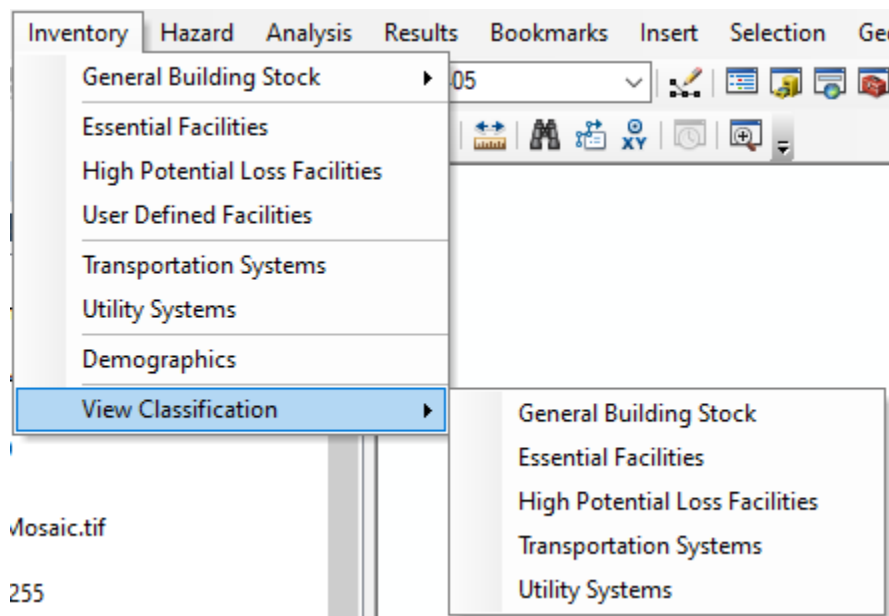 Inventory Hazard Analysis Results Bookmarks Insert Selection
General Building Stock
05
Essential Facilities
XY
High Potential Loss Facilities
User Defined Facilities
Transportation Systems
Utility Systems
Demographics
View Classification
General Building Stock
Essential Facilities
High Potential Loss Facilities
Transportation Systems
Utility Systems
Mosaic.tif
255